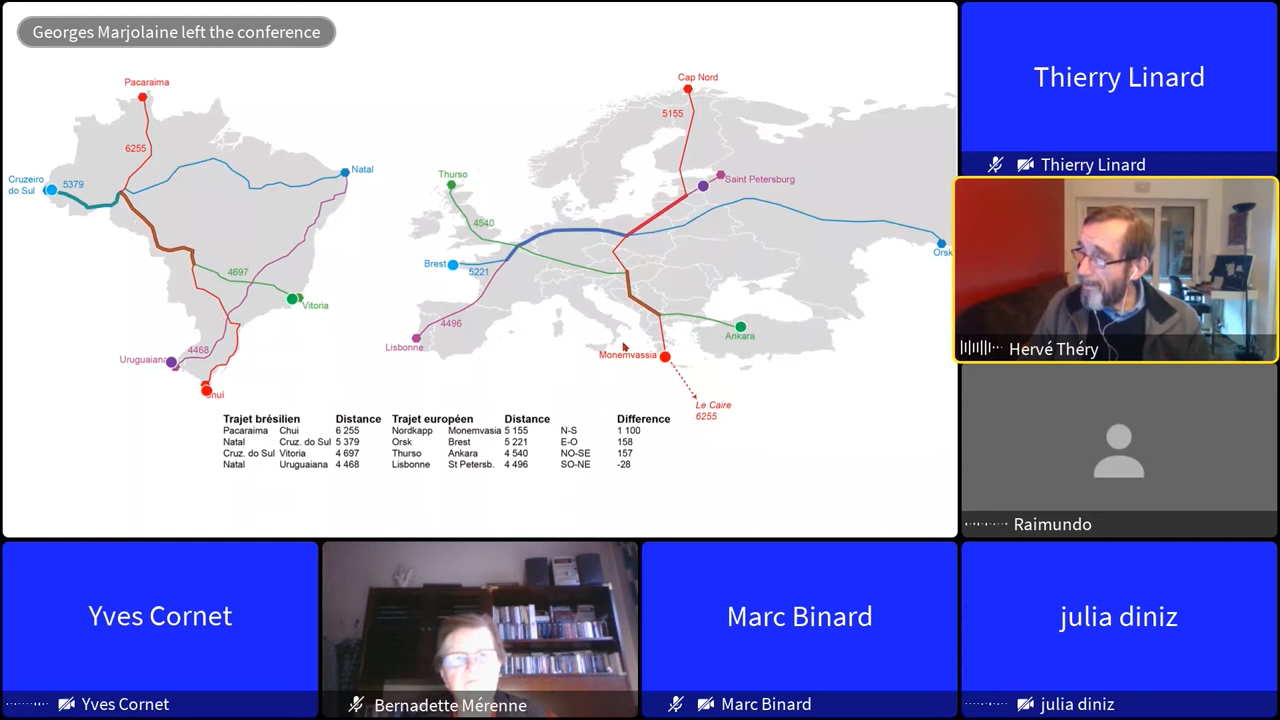 Georges Marjolaine left the conference
Pacaraima
6255
Cruzeiro
do Sul
5379
Natal
4697
Vitoria
Uruguaiana
4468
Chui
Cap Nord
5155
Thurso
Saint Petersburg
4540
Brest
5221
Orsk
4496
Lisbonne
Ankara
Monemvassia
Le Caire
6255
Trajet brésilien Distance Trajet européen Distance Difference
Pacaraima Chui 6 255 Nordkapp Monemvasia 5 155 N-S 1 100
Natal Cruz. do Sul 5 379 Orsk Brest 5 221 E-O 158
Cruz. do Sul Vitoria 4 697 Thurso Ankara 4 540 NO-SE 157
Natal Uruguaiana 4 468 Lisbonne St Petersb. 4 496 SO-NE -28
Thierry Linard
Thierry Linard
Hervé Théry
Raimundo
Yves Cornet
Yves Cornet
Bernadette Mérenne
Marc Binard
Marc Binard
julia diniz
julia diniz